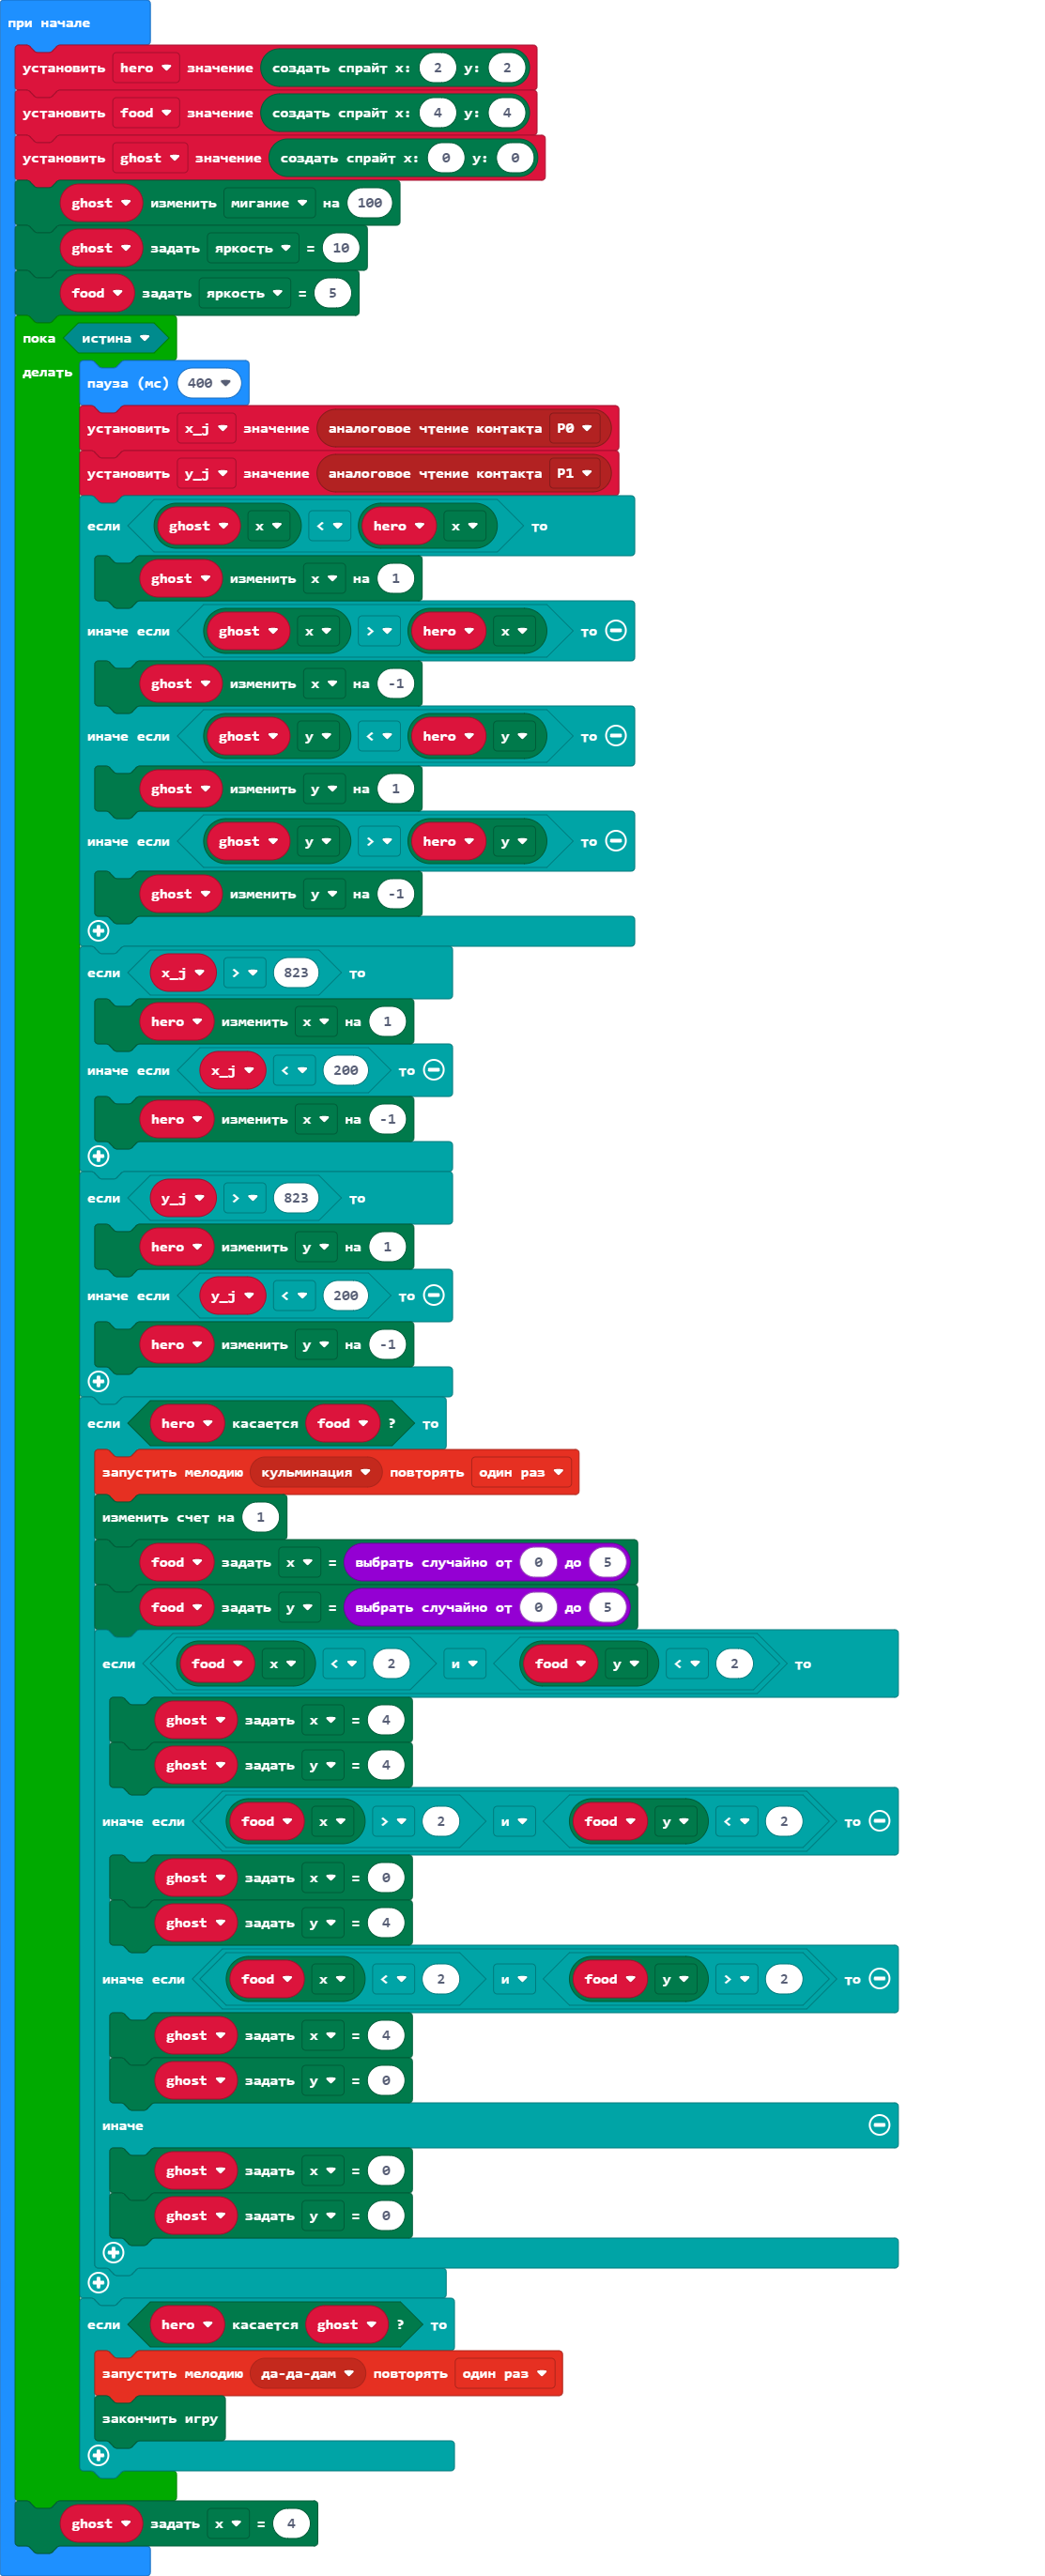 при начале
установить hero значение создать спрайт x: 2 y: 2
установить food значение создать спрайт x: 4 y: 4
установить ghost значение создать спрайт x: 0 y: 0
ghost изменить мигание на 100
ghost задать яркость = 10
food задать яркость = 5
пока истина
делать
пауза (мс) 400
установить x_j значение аналоговое чтение контакта P0
установить y_j значение аналоговое чтение контакта P1
если ghost x < hero x то
ghost изменить x на 1
иначе если ghost x > hero x то
ghost изменить x на -1
иначе если ghost y < hero y то
ghost изменить y на 1
иначе если ghost y > hero y то
ghost изменить y на -1
если x_j > 823 то
hero изменить x на 1
иначе если x_j < 200 то
hero изменить x на -1
если y_j > 823 то
hero изменить y на 1
иначе если y_j < 200 то
hero изменить y на -1
если hero касается food ? то
запустить мелодию кульминация повторять один раз
изменить счет на 1
food задать x = выбрать случайно от 0 до 5
food задать y = выбрать случайно от 0 до 5
если food x < 2 и food y < 2 то
ghost задать x = 4
ghost задать y = 4
иначе если food x > 2 и food y < 2 то
ghost задать x = 0
ghost задать y = 4
иначе если food x < 2 и food y > 2 то
ghost задать x = 4
ghost задать y = 0
иначе
ghost задать x = 0
ghost задать y = 0
если hero касается ghost ? то
запустить мелодию да-да-дам повторять один раз
закончить игру
ghost задать x = 4